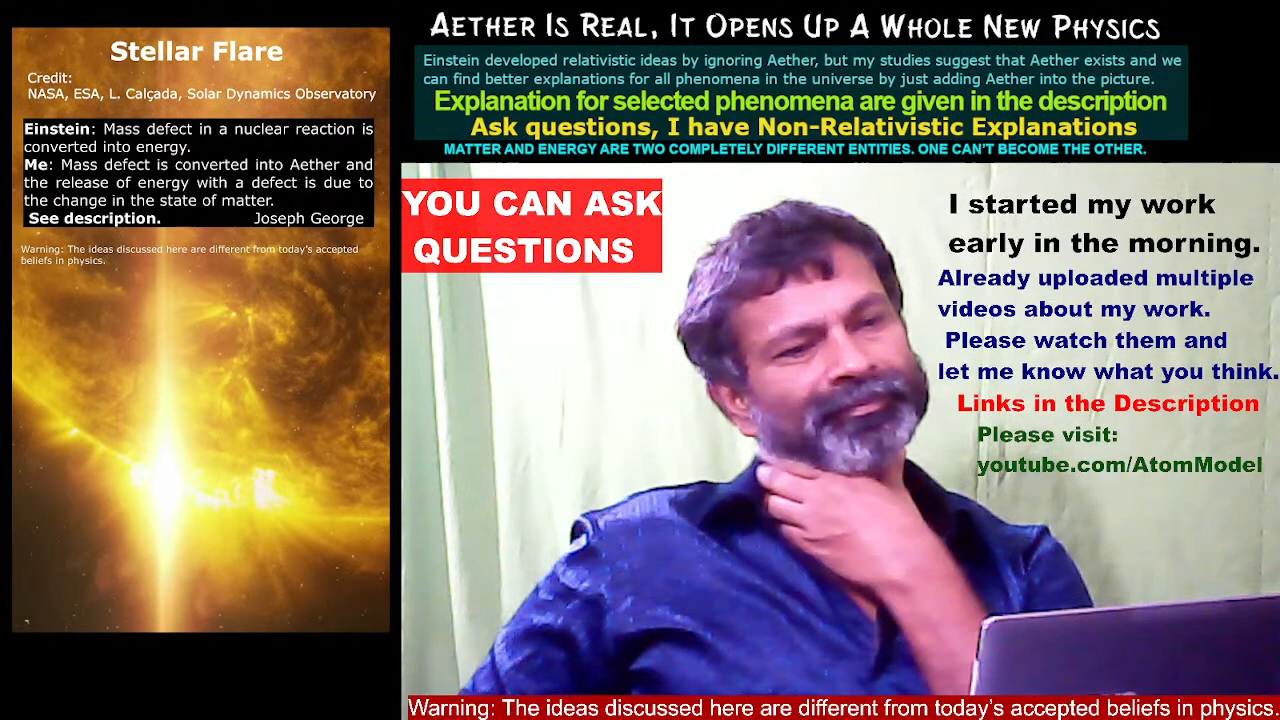 Stellar Flare
Credit:
NASA, ESA, L. Calçada, Solar Dynamics Observatory
Einstein: Mass defect in a nuclear reaction is
converted into energy.
Me: Mass defect is converted into Aether and
the release of energy with a defect is due to
the change in the state of matter.
See description. Joseph George
Warning: The ideas discussed here are different from today's accepted
beliefs in physics.
Aether Is Real, It Opens Up A Whole New Physics
Einstein developed relativistic ideas by ignoring Aether, but my studies suggest that Aether exists and we
can find better explanations for all phenomena in the universe by just adding Aether into the picture.
Explanation for selected phenomena are given in the description
Ask questions, I have Non-Relativistic Explanations
MATTER AND ENERGY ARE TWO COMPLETELY DIFFERENT ENTITIES. ONE CAN'T BECOME THE OTHER.
YOU CAN ASK
QUESTIONS
I started my work
early in the morning.
Already uploaded multiple
videos about my work.
Please watch them and
let me know what you think.
Links in the Description
Please visit:
youtube.com/AtomModel
Warning: The ideas discussed here are different from today's accepted beliefs in physics.